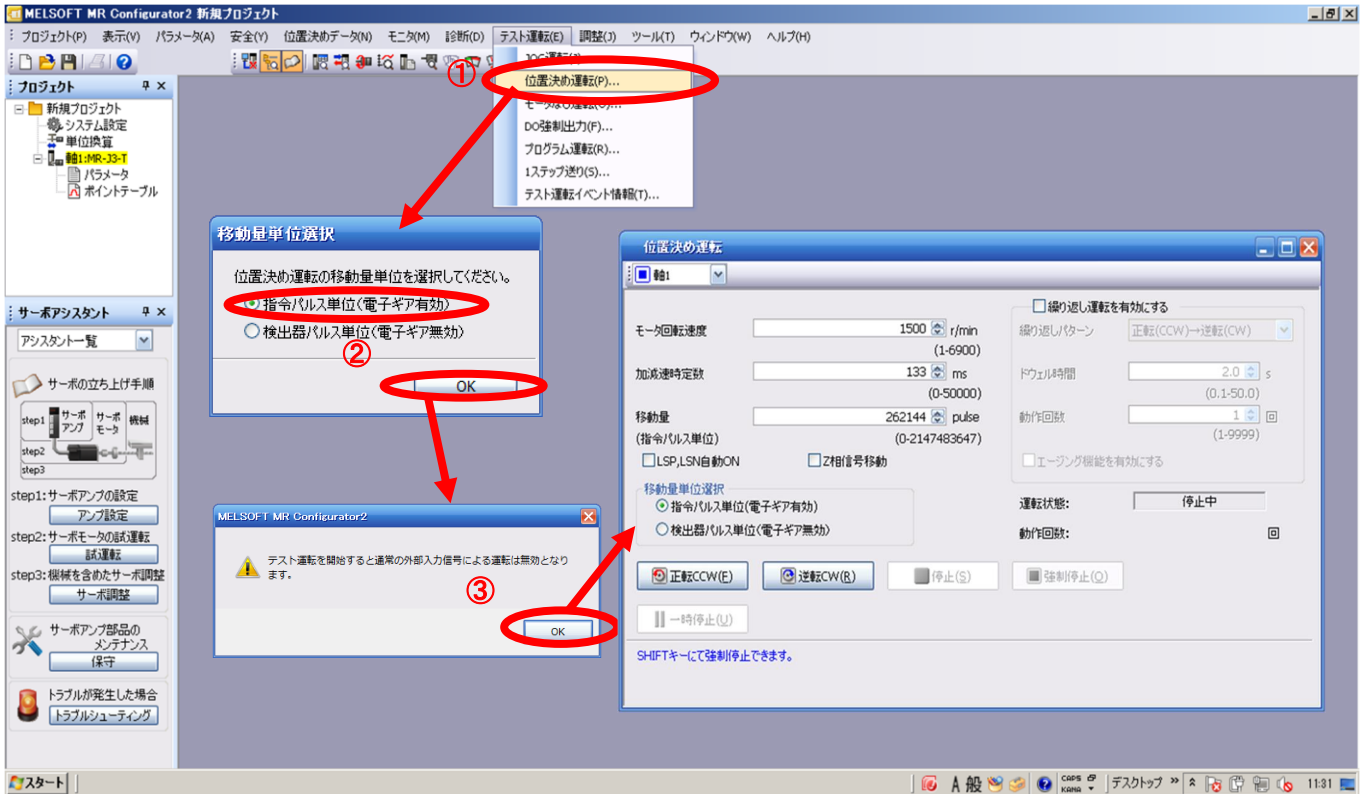 MELSOFT MR Configurator2 新規プロジェクト
プロジェクト(P) 表示(V) パラメータ(A) 安全(Y) 位置決めデータ(N) モニタ(M) 診断(D) テスト運転(E) 調整(J) ツール(T) ウィンドウ(W) ヘルプ(H)
①
位置決め運転(P)...
DO強制出力(F)...
プログラム運転(R)...
1ステップ送り(S)...
テスト運転イベント情報(T)...
プロジェクト
新規プロジェクト
システム設定
単位換算
軸1:MR-J3-T
パラメータ
ポイントテーブル
サーボアシスタント
アシスタント一覧
サーボの立ち上げ手順
step1
サーボアンプ
サーボモータ
機械
step2
step3
step1:サーボアンプの設定
アンプ設定
step2:サーボモータの試運転
試運転
step3:機械を含めたサーボ調整
サーボ調整
サーボアンプ部品の
メンテナンス
保守
トラブルが発生した場合
トラブルシューティング
移動量単位選択
位置決め運転の移動量単位を選択してください。
指令パルス単位(電子ギア有効)
検出器パルス単位(電子ギア無効)
②
OK
MELSOFT MR Configurator2
テスト運転を開始すると通常の外部入力信号による運転は無効となり
ます。
③
OK
位置決め運転
軸1
モータ回転速度 1500 r/min
(1-6900)
加減速時定数 133 ms
(0-50000)
移動量 262144 pulse
(指令パルス単位) (0-2147483647)
LSP,LSN自動ON Z相信号移動
移動量単位選択
指令パルス単位(電子ギア有効)
検出器パルス単位(電子ギア無効)
繰り返し運転を有効にする
繰り返しパターン 正転(CCW)→逆転(CW)
ドウェル時間 2.0 s
(0.1-50.0)
動作回数 1 回
(1-9999)
エージング機能を有効にする
運転状態: 停止中
動作回数: 回
正転CCW(F) 逆転CW(R) 停止(S) 強制停止(O)
一時停止(U)
SHIFTキーにて強制停止できます。
スタート
A 般
CAPS
KANA
デスクトップ
11:31